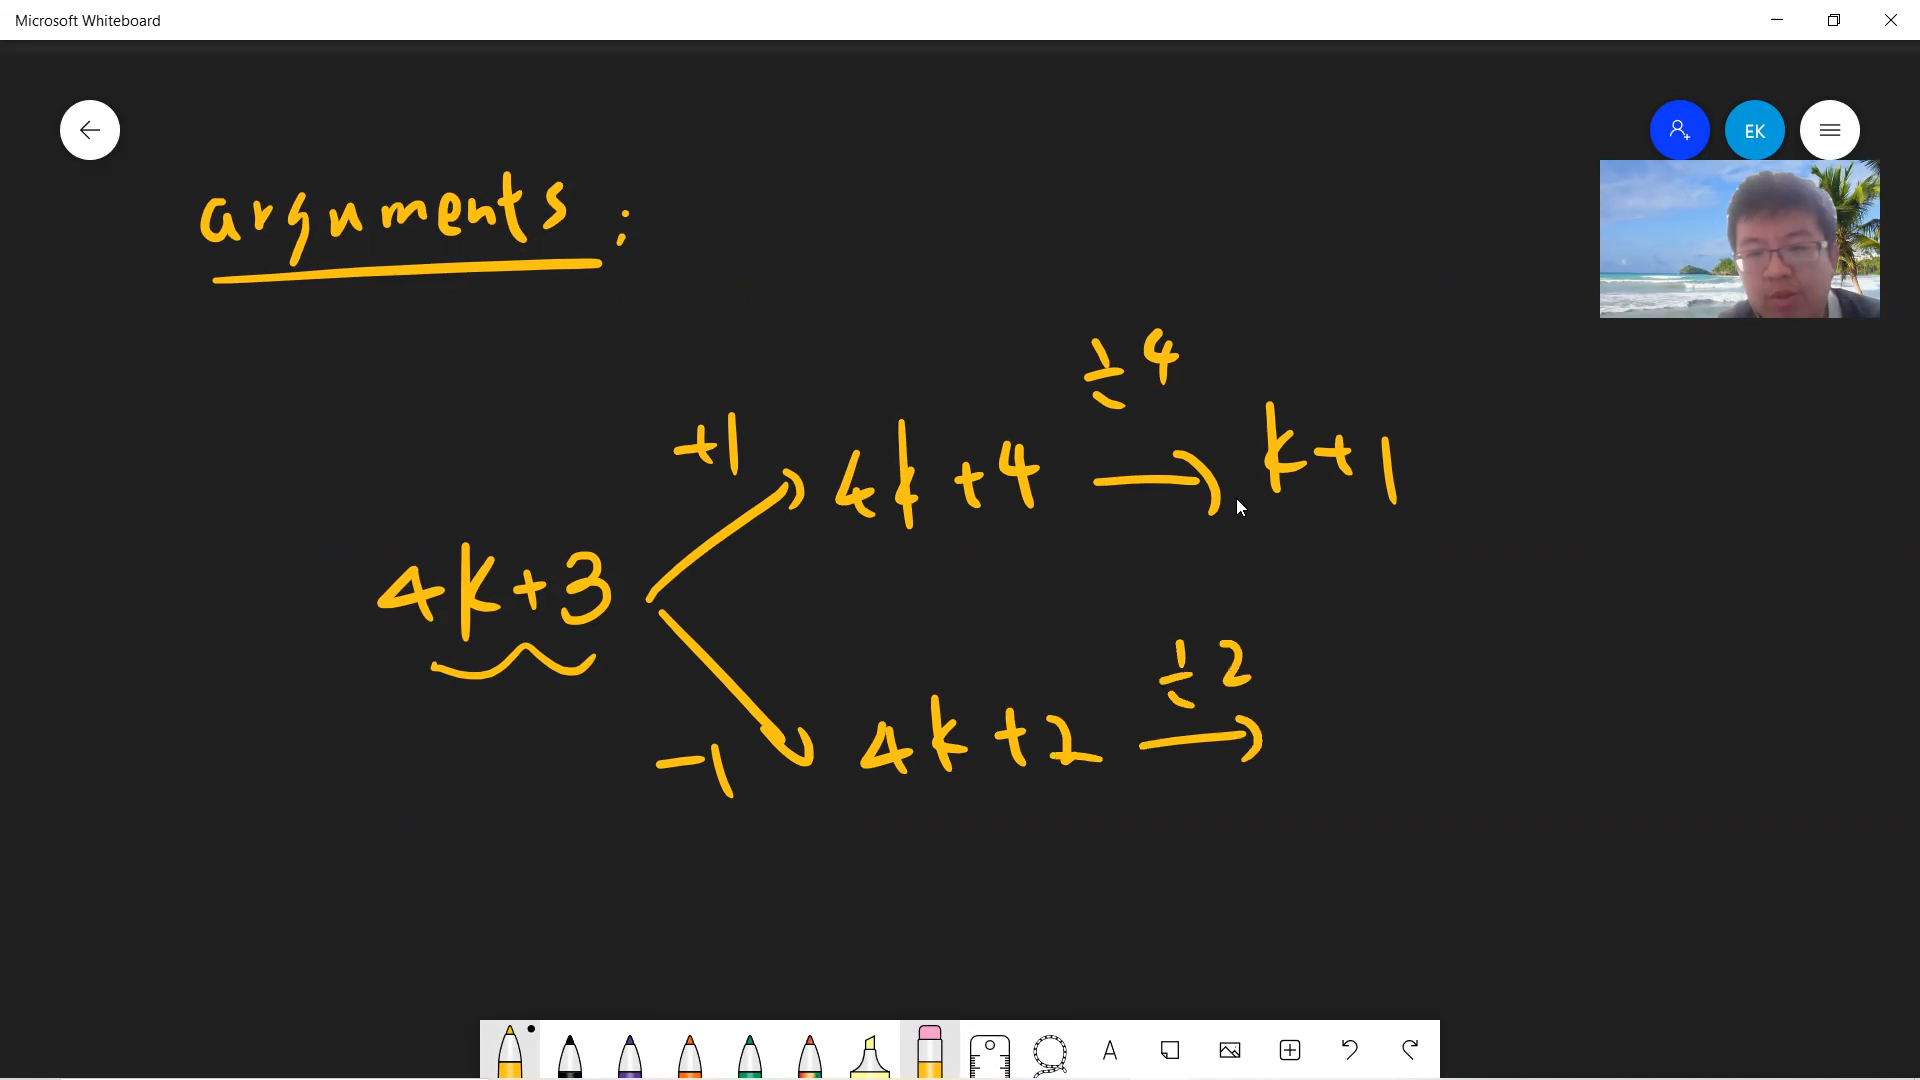 Microsoft Whiteboard
EK
arguments :
÷ 4
+1
4k + 4 → k + 1
4k + 3
÷ 2
-1
4k + 2 →
A